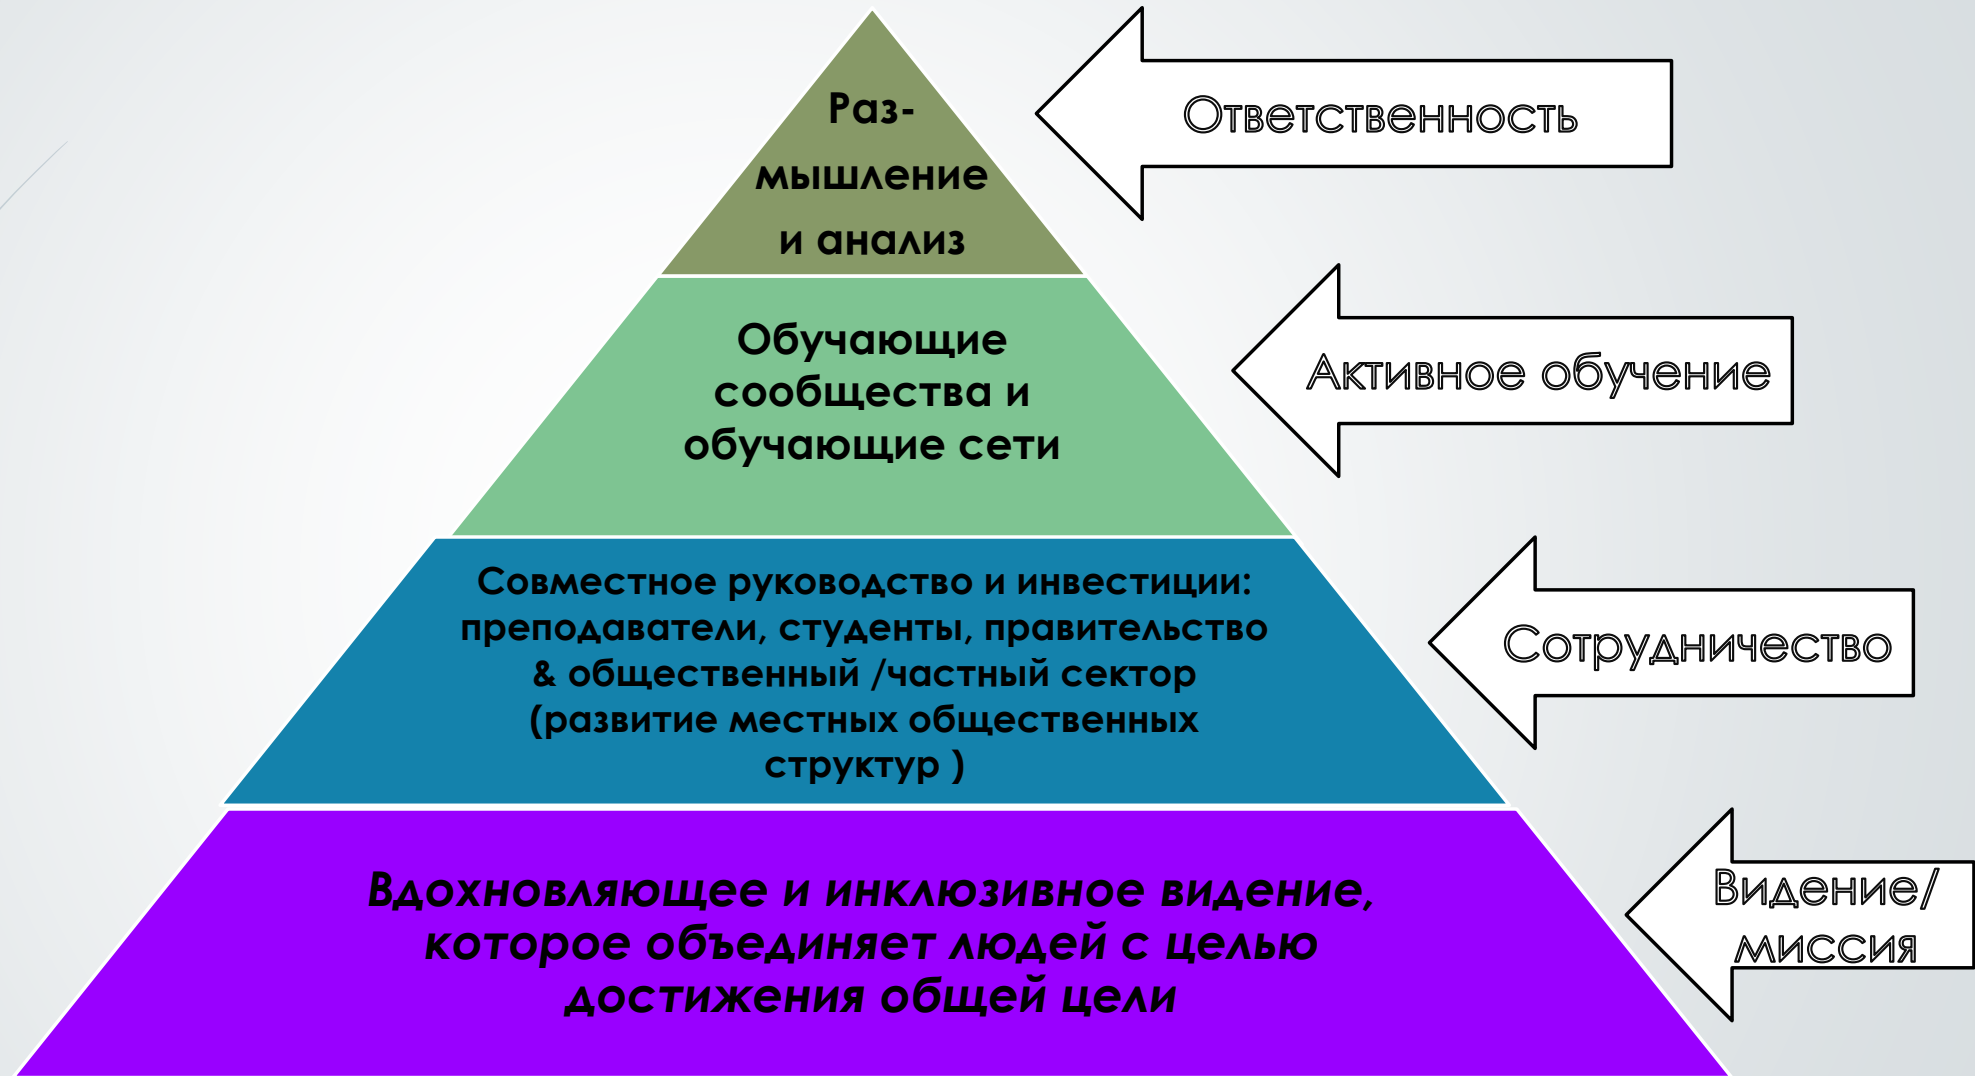 Раз-
мышление
и анализ
Ответственность
Обучающие
сообщества и
обучающие сети
Активное обучение
Совместное руководство и инвестиции:
преподаватели, студенты, правительство
& общественный /частный сектор
(развитие местных общественных
структур )
Сотрудничество
Вдохновляющее и инклюзивное видение,
которое объединяет людей с целью
достижения общей цели
Видение/
миссия